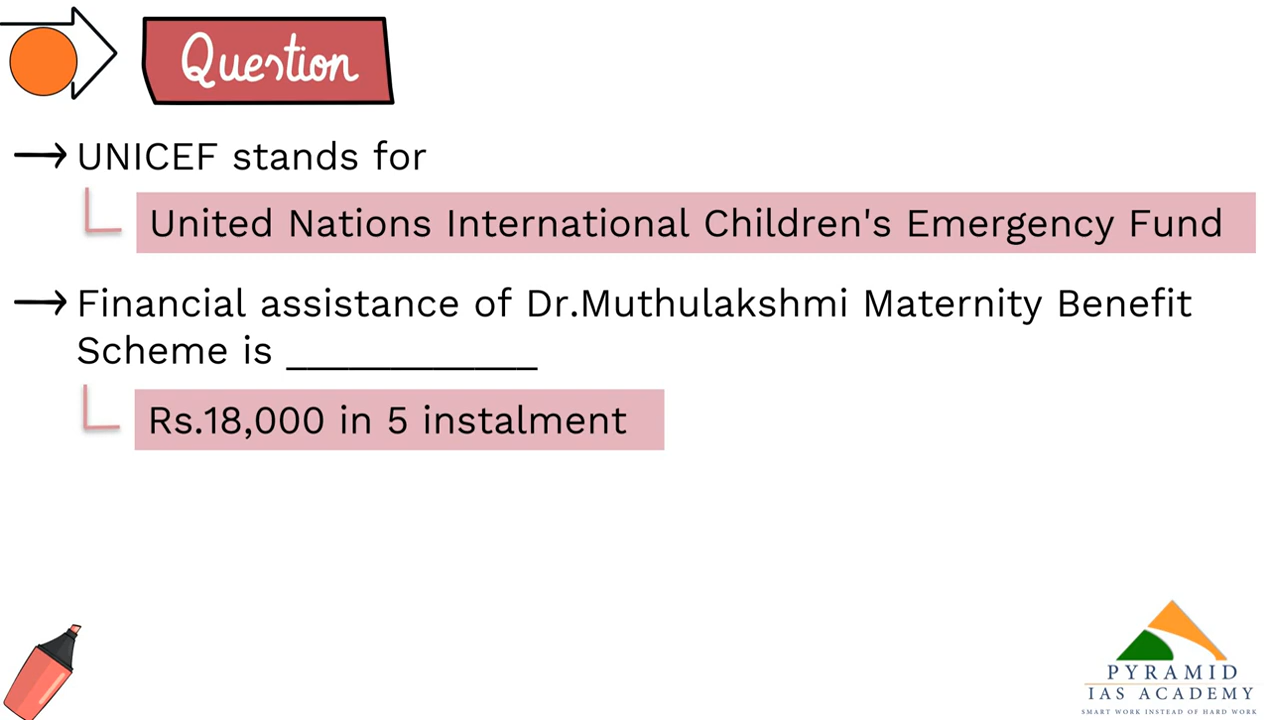 Question
UNICEF stands for
United Nations International Children's Emergency Fund
Financial assistance of Dr.Muthulakshmi Maternity Benefit
Scheme is ____________
Rs.18,000 in 5 instalment
PYRAMID
IAS ACADEMY
SMART WORK INSTEAD OF HARD WORK